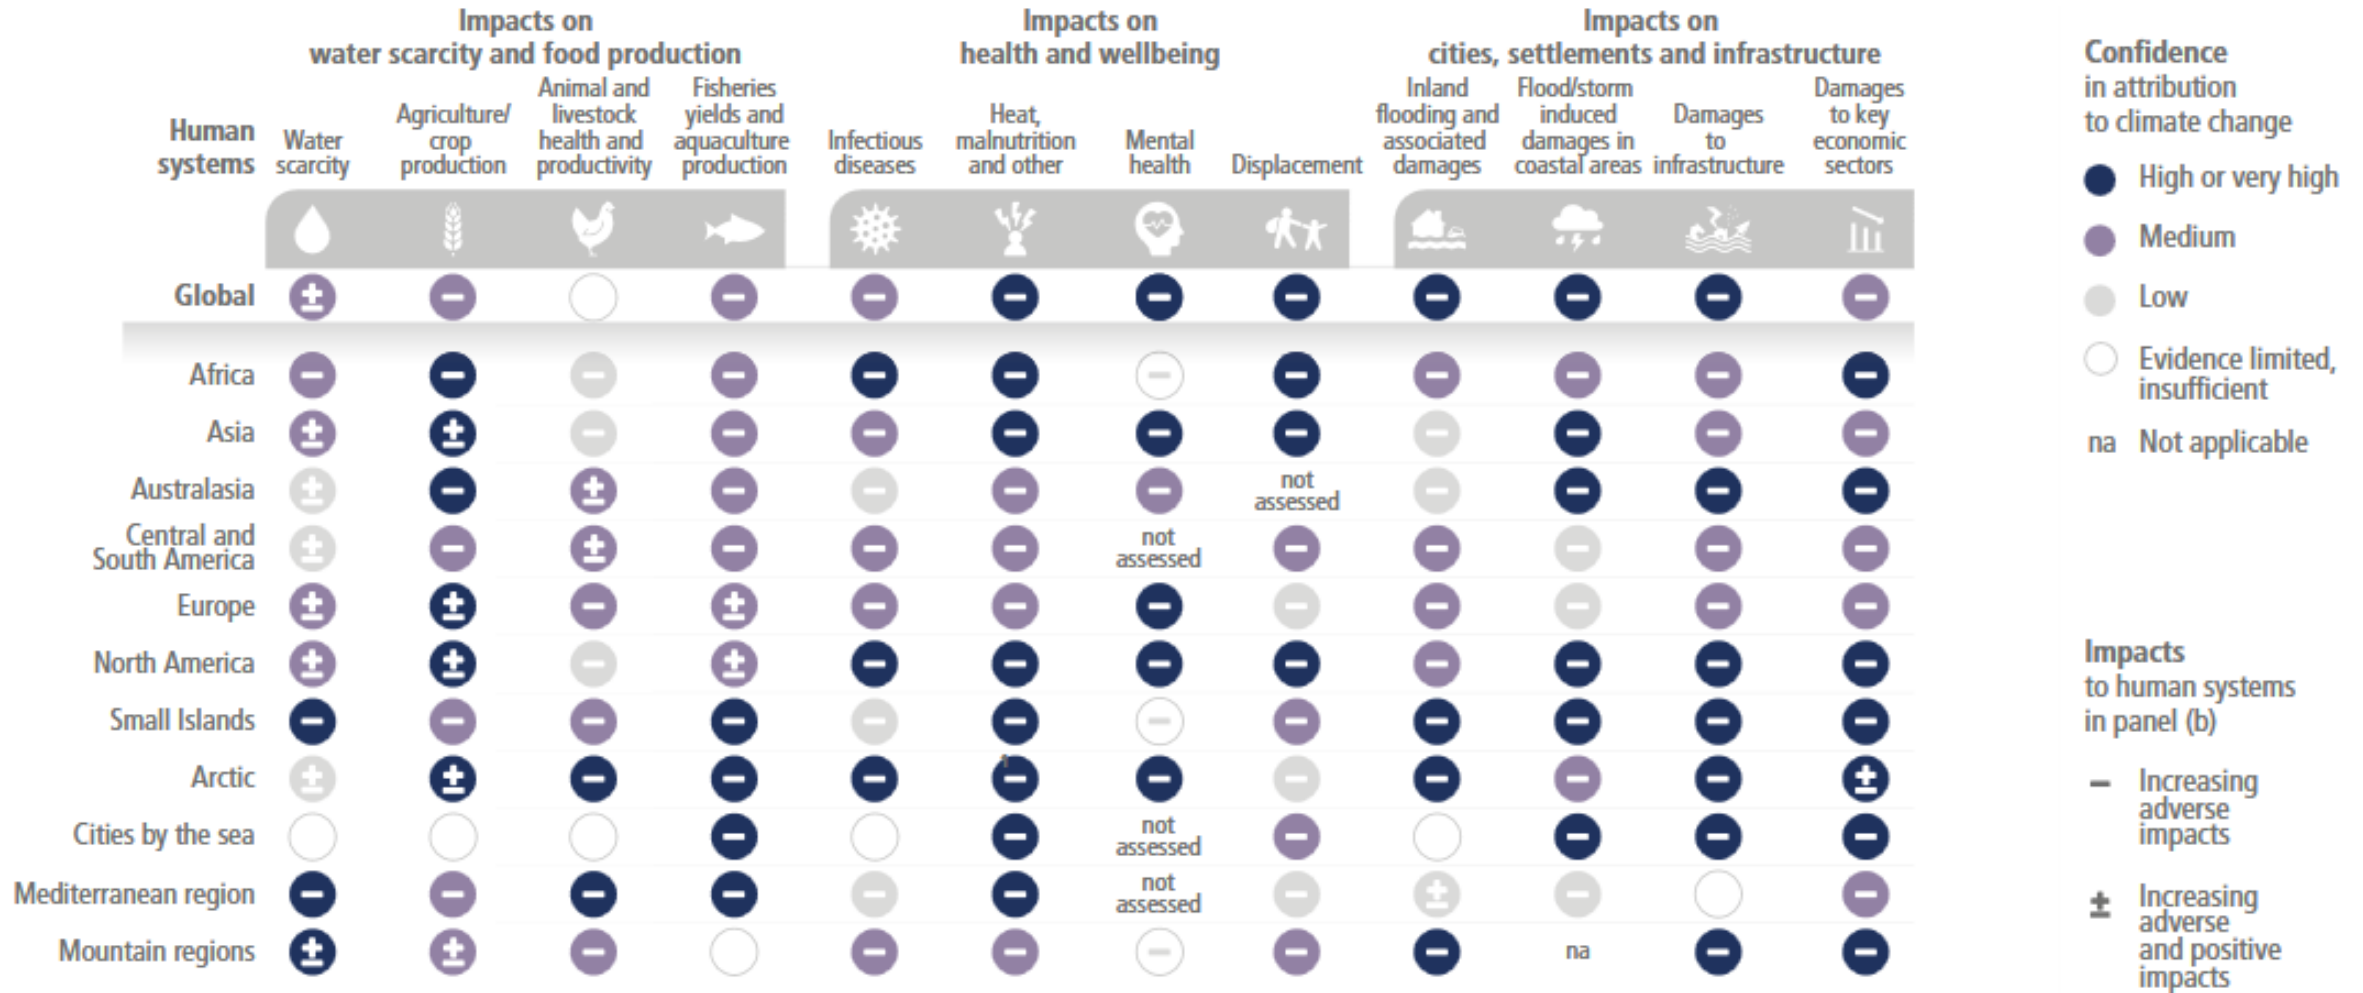 Impacts on
water scarcity and food production
Impacts on
health and wellbeing
Impacts on
cities, settlements and infrastructure
Human
systems
Water
scarcity
Agriculture/
crop
production
Animal and
livestock
health and
productivity
Fisheries
yields and
aquaculture
production
Infectious
diseases
Heat,
malnutrition
and other
Mental
health
Displacement
Inland
flooding and
associated
damages
Flood/storm
induced
damages in
coastal areas
Damages
to
infrastructure
Damages
to key
economic
sectors
Global
± − − − − − − − − − −
Africa
− − − − − − − − − − − −
Asia
± ± − − − − − − − − − −
Australasia
± − ± − − − − not assessed − − − −
Central and
South America
± − ± − − − not assessed − − − − −
Europe
± ± − ± − − − − − − − −
North America
± ± − ± − − − − − − − −
Small Islands
− − − − − − − − − − − −
Arctic
± ± − − − − − − − − − ±
Cities by the sea
− − not assessed − − − −
Mediterranean region
− − − − − − not assessed − ± − −
Mountain regions
± ± − − − − − − na − −
Confidence
in attribution
to climate change
High or very high
Medium
Low
Evidence limited,
insufficient
na Not applicable
Impacts
to human systems
in panel (b)
− Increasing
adverse
impacts
± Increasing
adverse
and positive
impacts